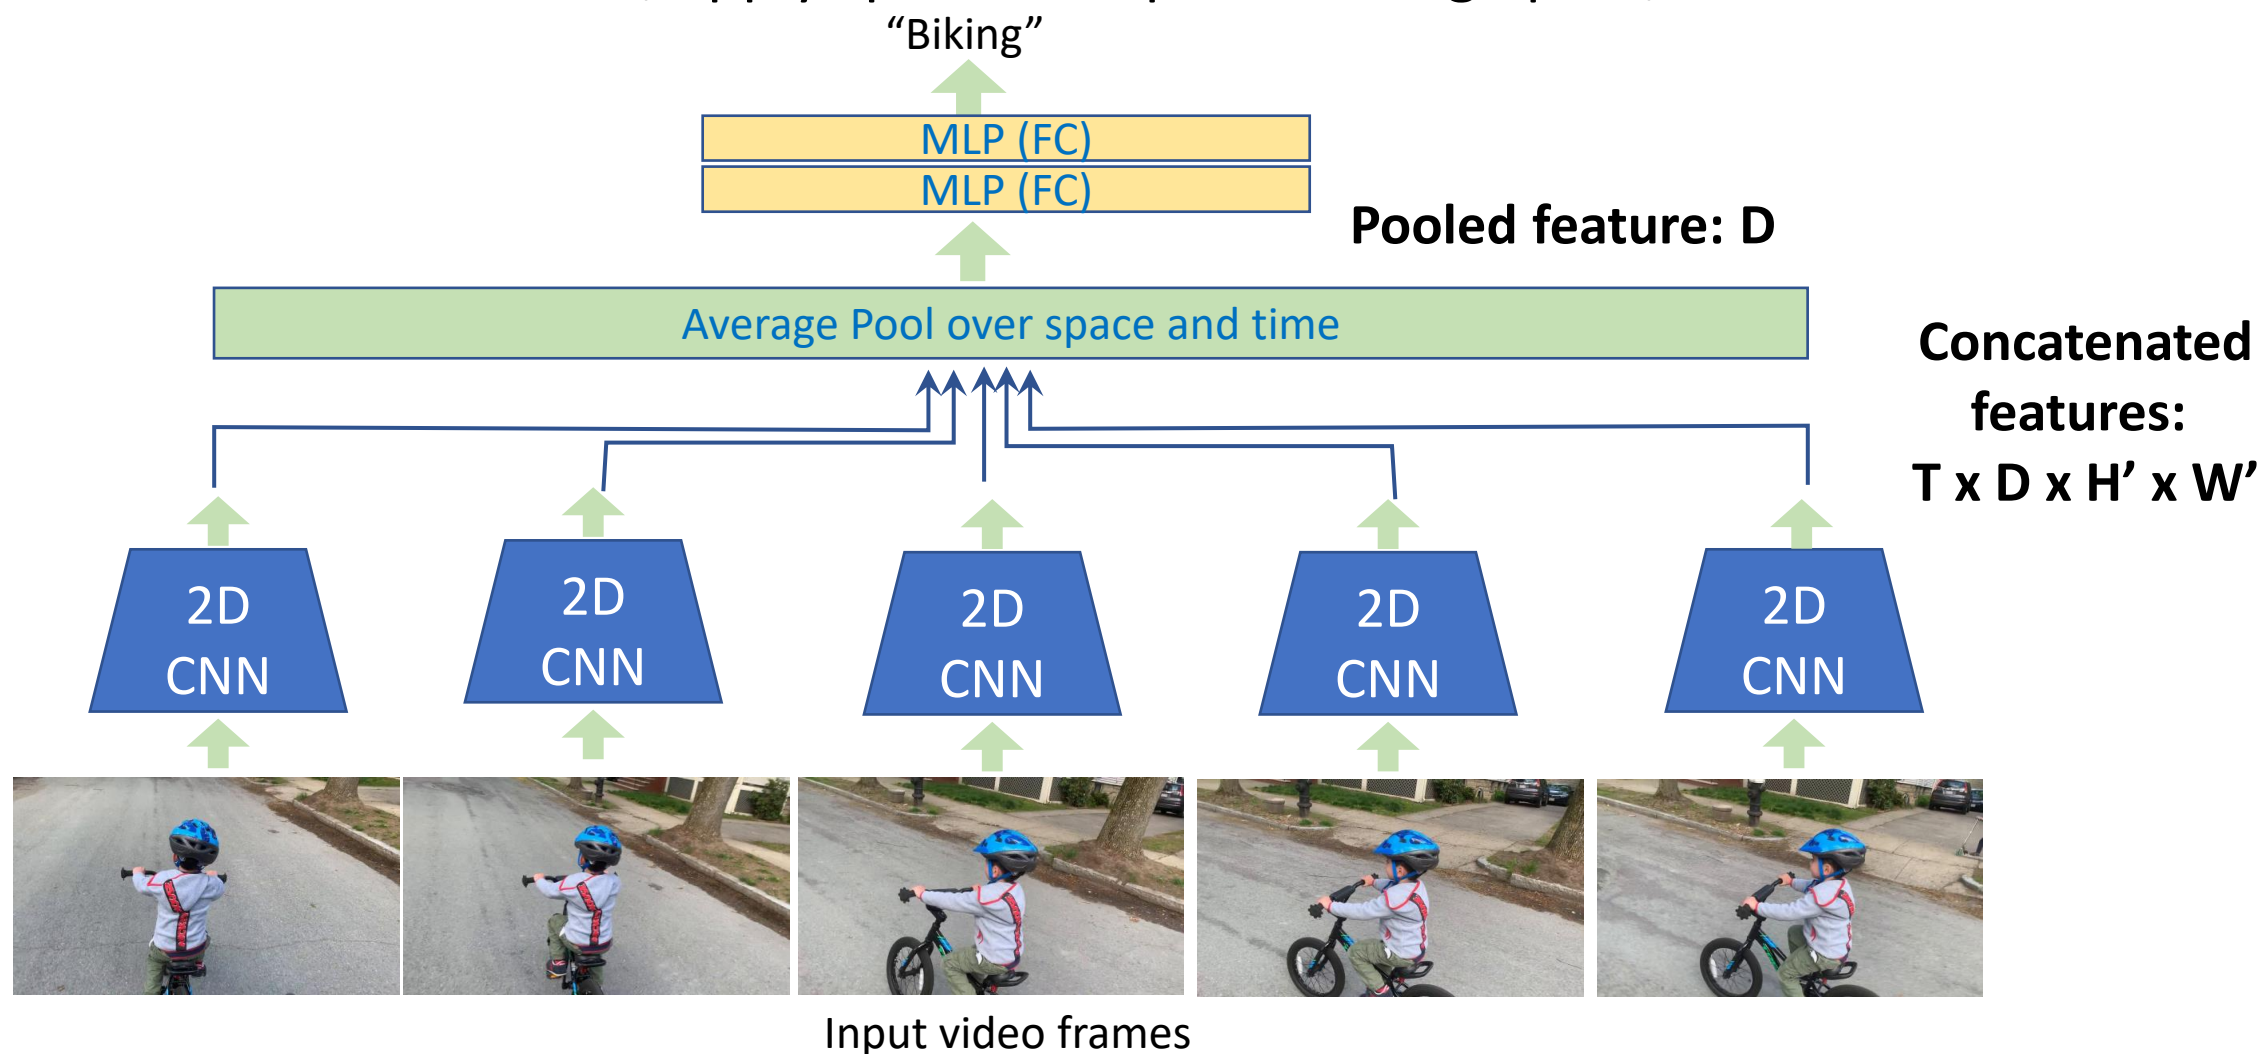 “Biking”
MLP (FC)
MLP (FC)
Pooled feature: D
Average Pool over space and time
Concatenated
features:
T x D x H’ x W’
2D
CNN
2D
CNN
2D
CNN
2D
CNN
2D
CNN
Input video frames